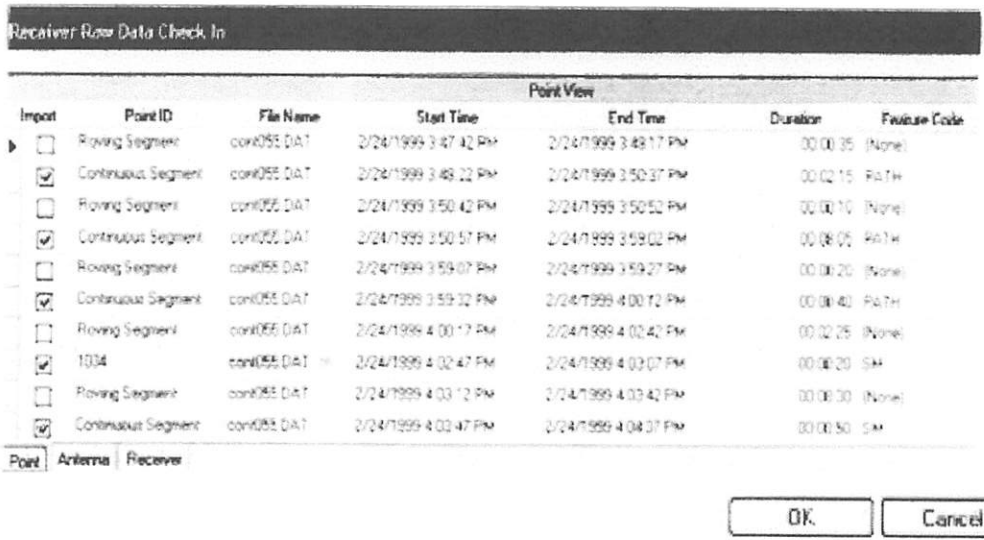 Receiver Raw Data Check In
Point View
Import Point ID File Name Start Time End Time Duration Feature Code
Roving Segment cont055.DAT 2/24/1999 3:47:42 PM 2/24/1999 3:48:17 PM 00:00:35 (None)
Continuous Segment cont055.DAT 2/24/1999 3:48:22 PM 2/24/1999 3:50:37 PM 00:02:15 PATH
Roving Segment cont055.DAT 2/24/1999 3:50:42 PM 2/24/1999 3:50:52 PM 00:00:10 (None)
Continuous Segment cont055.DAT 2/24/1999 3:50:57 PM 2/24/1999 3:59:02 PM 00:08:05 PATH
Roving Segment cont055.DAT 2/24/1999 3:59:07 PM 2/24/1999 3:59:27 PM 00:00:20 (None)
Continuous Segment cont055.DAT 2/24/1999 3:59:32 PM 2/24/1999 4:00:12 PM 00:00:40 PATH
Roving Segment cont055.DAT 2/24/1999 4:00:17 PM 2/24/1999 4:02:42 PM 00:02:25 (None)
1034 cont055.DAT 2/24/1999 4:02:47 PM 2/24/1999 4:03:07 PM 00:00:20
Roving Segment cont055.DAT 2/24/1999 4:03:12 PM 2/24/1999 4:03:42 PM 00:00:30 (None)
Continuous Segment cont055.DAT 2/24/1999 4:03:47 PM 2/24/1999 4:04:37 PM 00:00:50
Point Antenna Receiver
OK Cancel